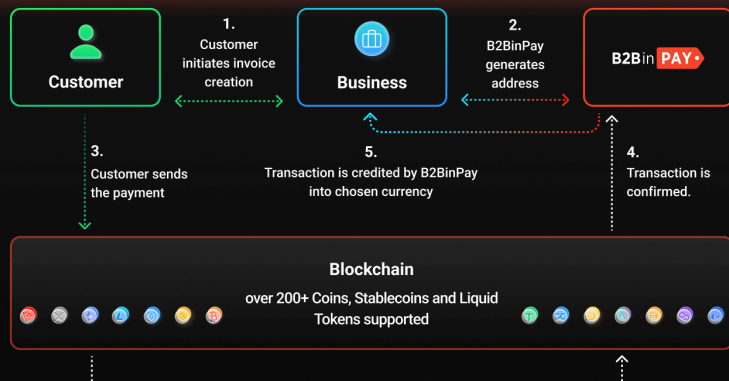 1.
Customer
initiates invoice
creation
2.
B2BinPay
generates
address
Customer
Business
B2BinPAY
3.
Customer sends
the payment
5.
Transaction is credited by B2BinPay
into chosen currency
4.
Transaction is
confirmed.
Blockchain
over 200+ Coins, Stablecoins and Liquid
Tokens supported